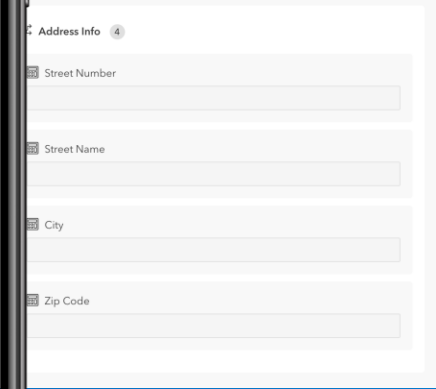 Address Info 4
Street Number
Street Name
City
Zip Code